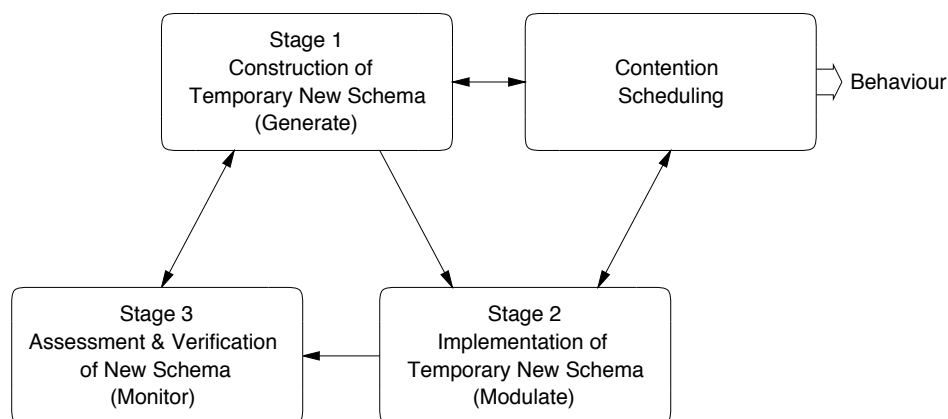 Stage 1
Construction of
Temporary New Schema
(Generate)
Contention
Scheduling
Behaviour
Stage 3
Assessment & Verification
of New Schema
(Monitor)
Stage 2
Implementation of
Temporary New Schema
(Modulate)